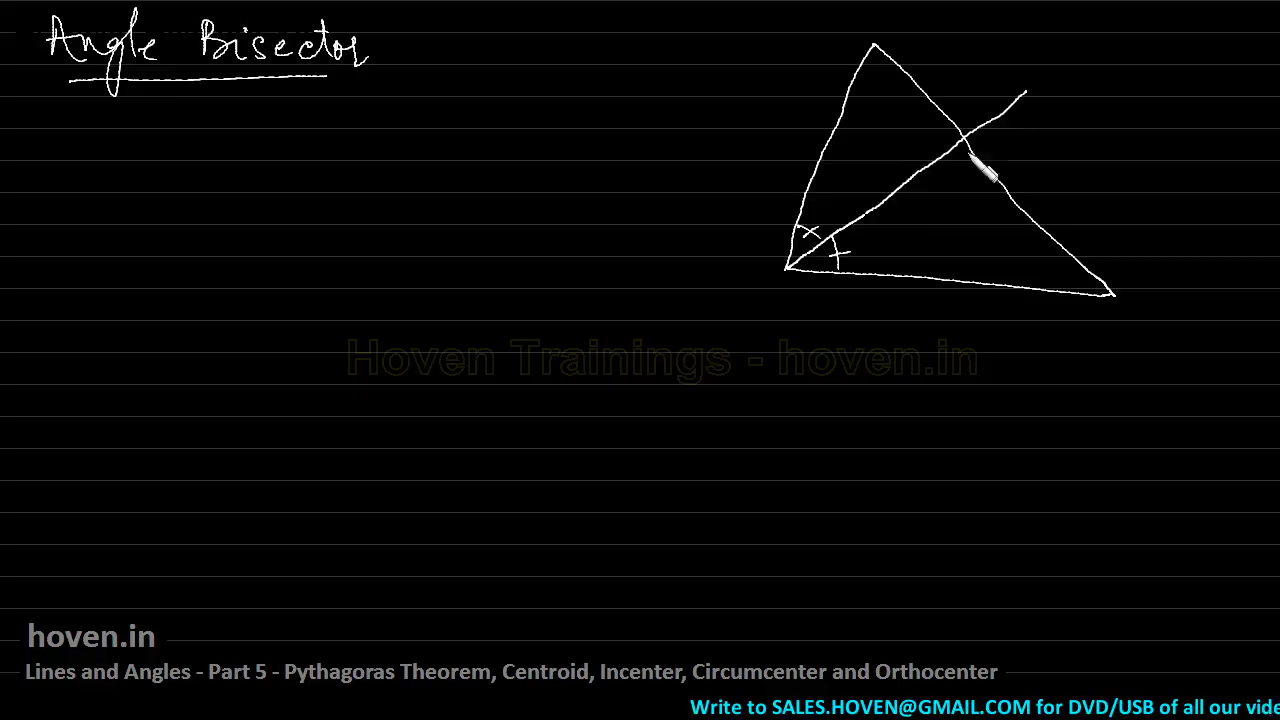 Angle Bisector
Hoven Trainings - hoven.in
hoven.in
Lines and Angles - Part 5 - Pythagoras Theorem, Centroid, Incenter, Circumcenter and Orthocenter
Write to SALES.HOVEN@GMAIL.COM for DVD/USB of all our vide